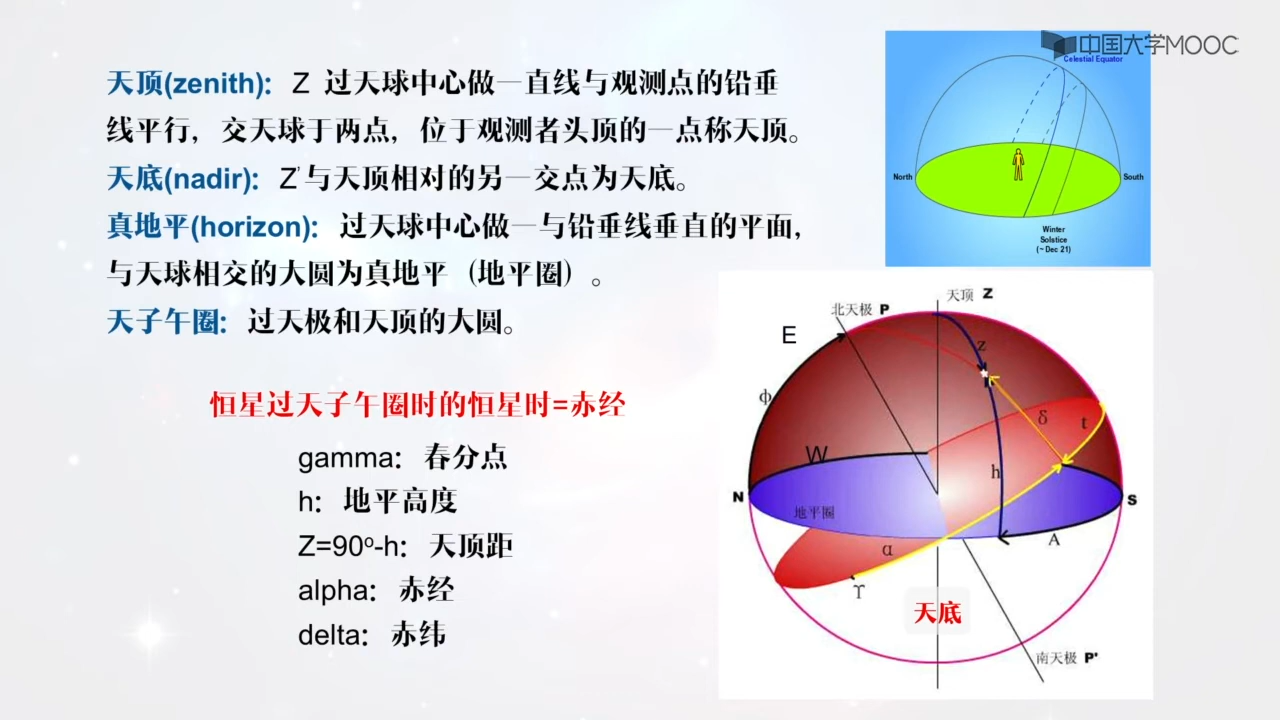 天顶(zenith): Z 过天球中心做一直线与观测点的铅垂
线平行，交天球于两点，位于观测者头顶的一点称天顶。
天底(nadir): Z'与天顶相对的另一交点为天底。
真地平(horizon): 过天球中心做一与铅垂线垂直的平面，
与天球相交的大圆为真地平（地平圈）。
天子午圈: 过天极和天顶的大圆。
恒星过天子午圈时的恒星时=赤经
gamma: 春分点
h: 地平高度
Z=90º-h: 天顶距
alpha: 赤经
delta: 赤纬
中国大学MOOC
Celestial Equator
North
South
Winter
Solstice
(~ Dec 21)
天顶 Z
北天极 P
E
z
ϕ
δ
t
W
h
N
S
地平圈
A
α
ϒ
天底
南天极 P'